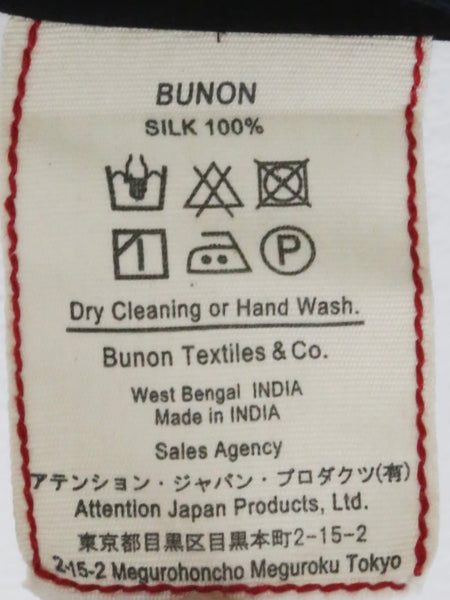 BUNON
SILK 100%
P
Dry Cleaning or Hand Wash.
Bunon Textiles & Co.
West Bengal INDIA
Made in INDIA
Sales Agency
アテンション・ジャパン・プロダクツ(有)
Attention Japan Products, Ltd.
東京都目黒区目黒本町2-15-2
2-15-2 Megurohoncho Meguroku Tokyo